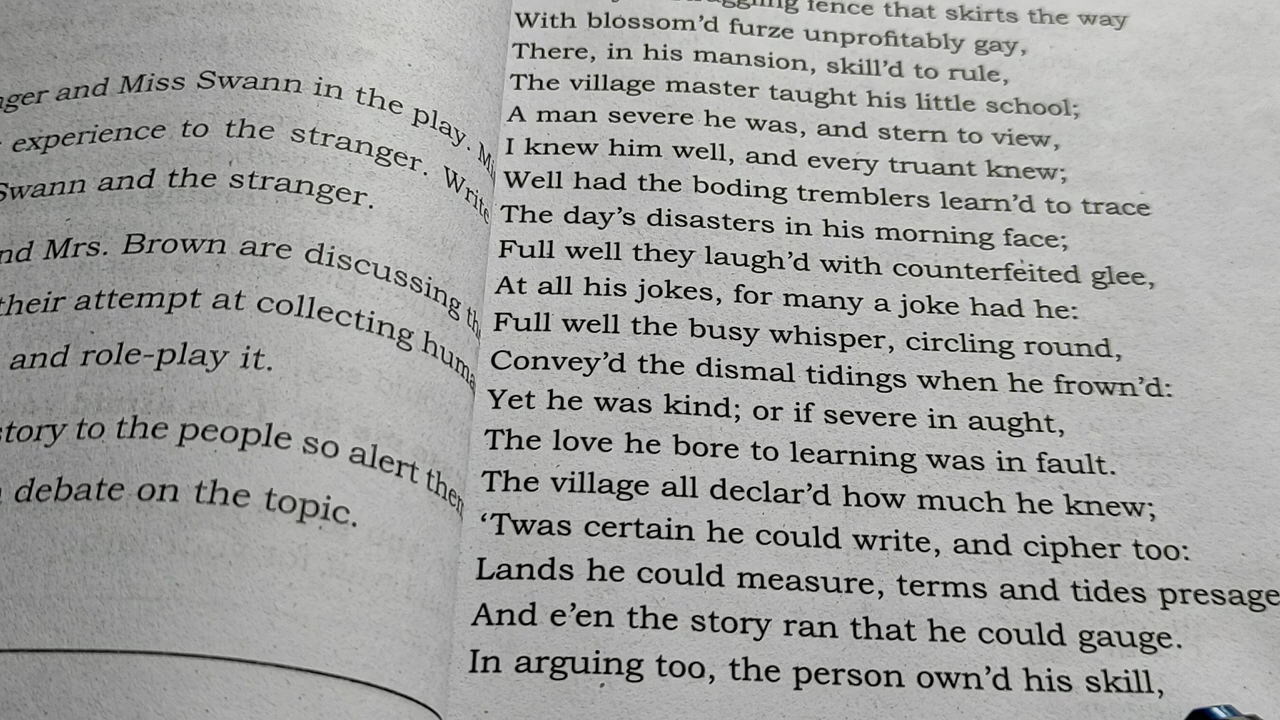 ger and Miss Swann in the play.
experience to the stranger. Write
Swann and the stranger.
nd Mrs. Brown are discussing
their attempt at collecting
and role-play it.
story to the people so alert
debate on the topic.
fence that skirts the way
With blossom’d furze unprofitably gay,
There, in his mansion, skill’d to rule,
The village master taught his little school;
A man severe he was, and stern to view,
I knew him well, and every truant knew;
Well had the boding tremblers learn’d to trace
The day’s disasters in his morning face;
Full well they laugh’d with counterfeited glee,
At all his jokes, for many a joke had he:
Full well the busy whisper, circling round,
Convey’d the dismal tidings when he frown’d:
Yet he was kind; or if severe in aught,
The love he bore to learning was in fault.
The village all declar’d how much he knew;
‘Twas certain he could write, and cipher too:
Lands he could measure, terms and tides presage
And e’en the story ran that he could gauge.
In arguing too, the person own’d his skill,